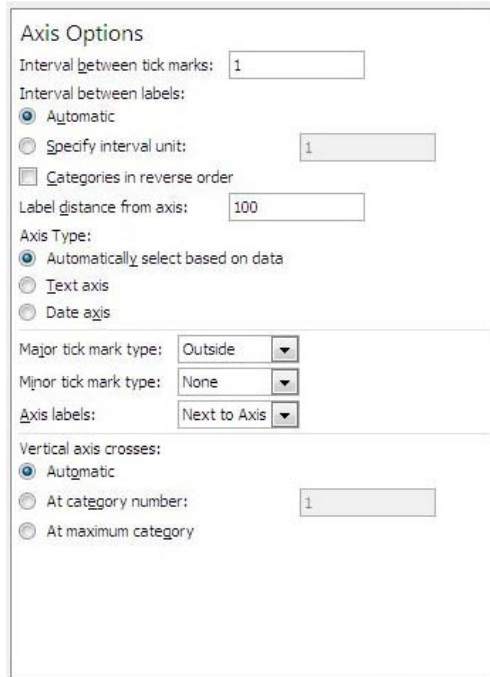 Axis Options
Interval between tick marks: 1
Interval between labels:
Automatic
Specify interval unit: 1
Categories in reverse order
Label distance from axis: 100
Axis Type:
Automatically select based on data
Text axis
Date axis
Major tick mark type: Outside
Minor tick mark type: None
Axis labels: Next to Axis
Vertical axis crosses:
Automatic
At category number: 1
At maximum category